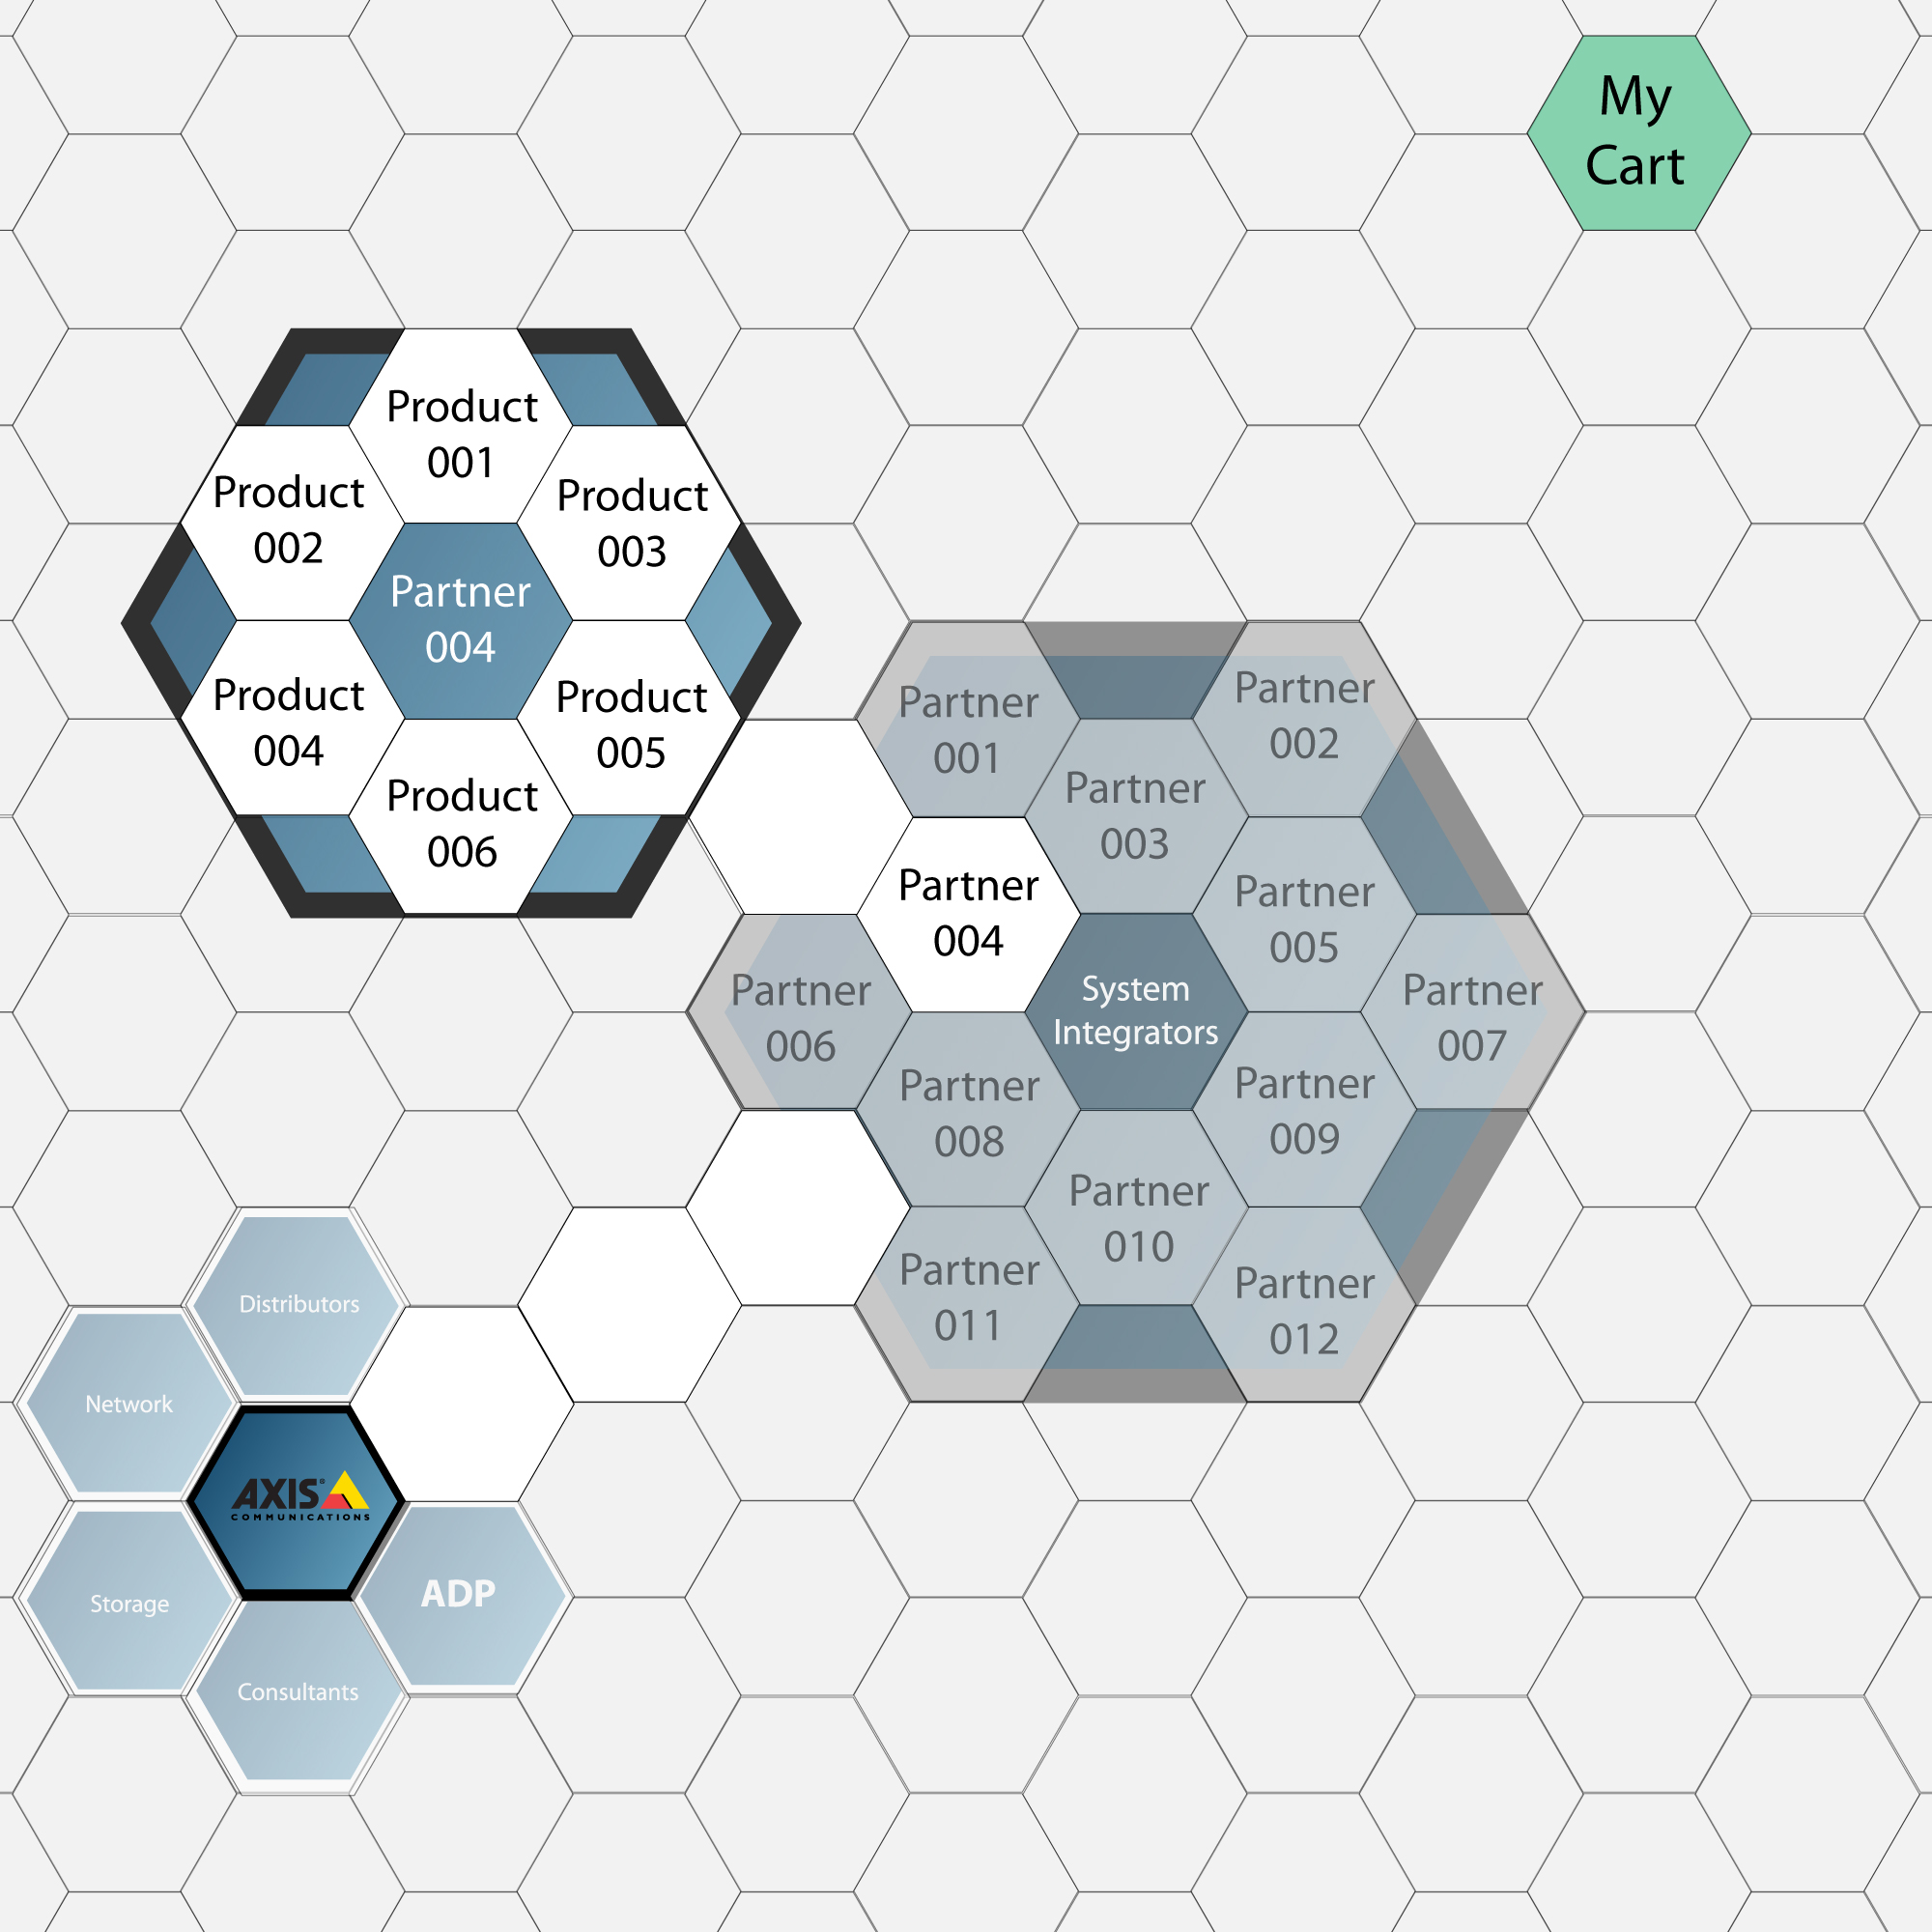 My
Cart
Product
001
Product
002
Product
003
Partner
004
Product
004
Product
005
Product
006
Partner
001
Partner
002
Partner
003
Partner
004
Partner
005
Partner
006
System
Integrators
Partner
007
Partner
008
Partner
009
Partner
010
Partner
011
Partner
012
Distributors
Network
AXIS
COMMUNICATIONS
Storage
ADP
Consultants